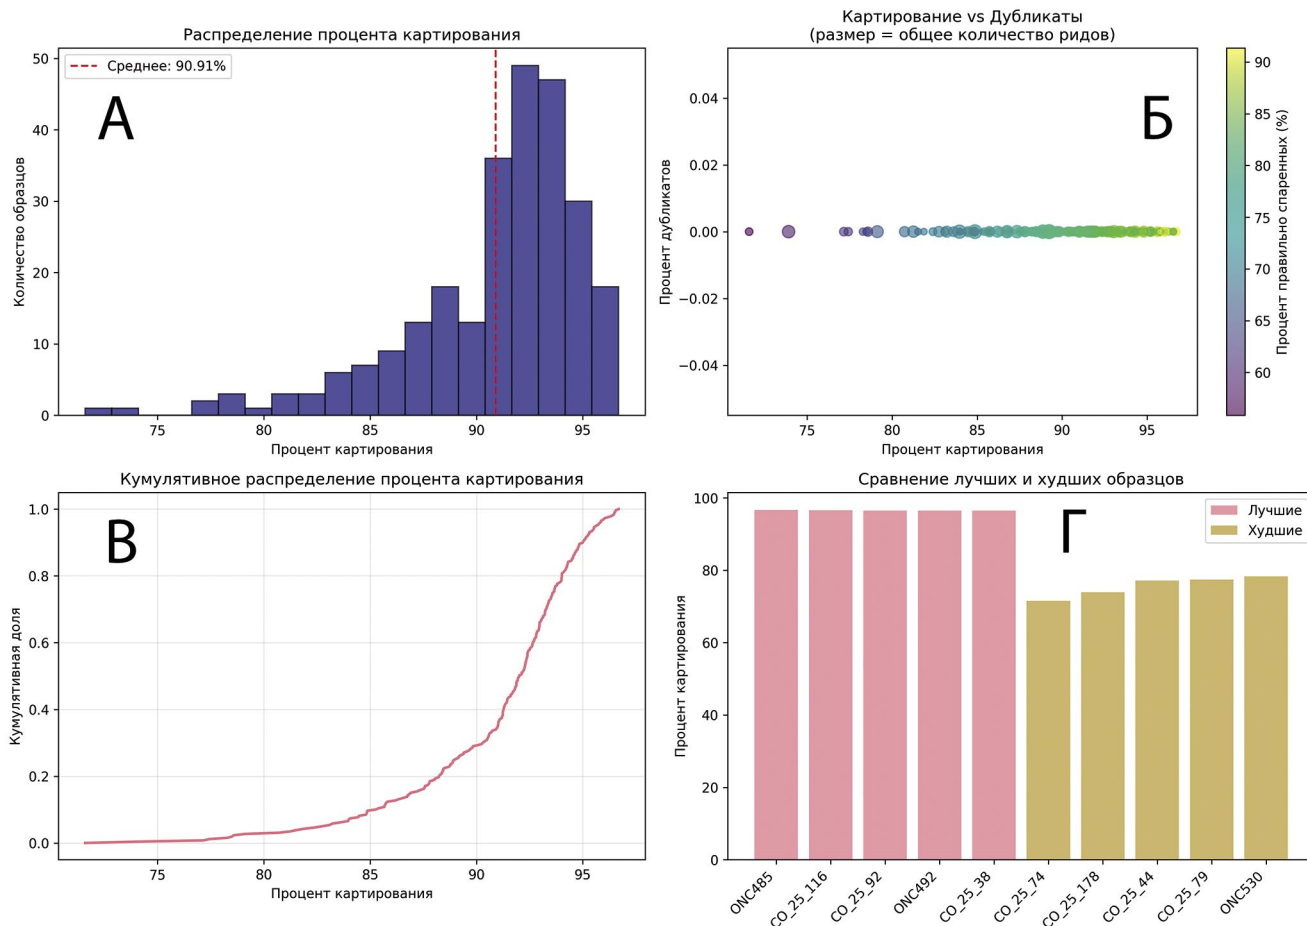 Распределение процента картирования
Среднее: 90.91%
А
Количество образцов
50
40
30
20
10
0
75
80
85
90
95
Процент картирования
Картирование vs Дубликаты
(размер = общее количество ридов)
Б
Процент дубликатов
0.04
0.02
0.00
−0.02
−0.04
75
80
85
90
95
Процент картирования
90
85
80
75
70
65
60
Процент правильно спаренных (%)
Кумулятивное распределение процента картирования
В
Кумулятивная доля
1.0
0.8
0.6
0.4
0.2
0.0
75
80
85
90
95
Процент картирования
Сравнение лучших и худших образцов
Г
Лучшие
Худшие
Процент картирования
100
80
60
40
20
0
ONC485
CO_25_116
CO_25_92
ONC492
CO_25_38
CO_25_74
CO_25_178
CO_25_44
CO_25_79
ONC530